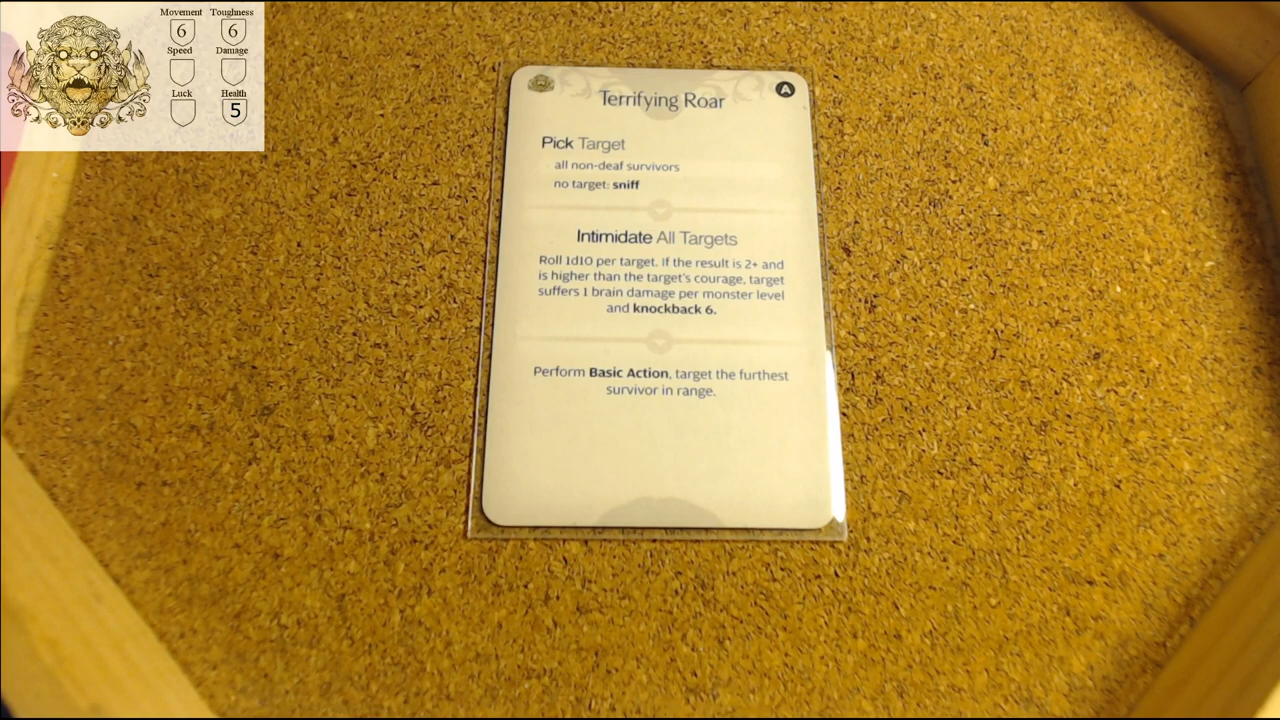 Movement Toughness
6 6
Speed Damage
Luck Health
5
Terrifying Roar
A
Pick Target
all non-deaf survivors
no target: sniff
Intimidate All Targets
Roll 1d10 per target. If the result is 2+ and
is higher than the target's courage, target
suffers 1 brain damage per monster level
and knockback 6.
Perform Basic Action, target the furthest
survivor in range.